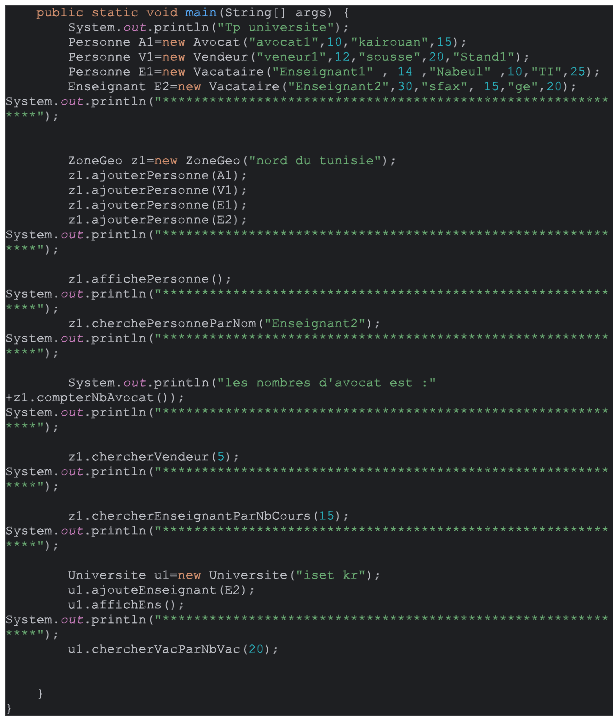 public static void main(String[] args) {
System.out.println("Tp universite");
Personne A1=new Avocat("avocat1",10,"kairouan",15);
Personne V1=new Vendeur("veneur1",12,"sousse",20,"Stand1");
Personne E1=new Vacataire("Enseignant1" , 14 ,"Nabeul" ,10,"TI",25);
Enseignant E2=new Vacataire("Enseignant2",30,"sfax", 15,"ge",20);
System.out.println("*********************************************************
****");
ZoneGeo z1=new ZoneGeo("nord du tunisie");
z1.ajouterPersonne(A1);
z1.ajouterPersonne(V1);
z1.ajouterPersonne(E1);
z1.ajouterPersonne(E2);
System.out.println("*********************************************************
****");
z1.affichePersonne();
System.out.println("*********************************************************
****");
z1.cherchePersonneParNom("Enseignant2");
System.out.println("*********************************************************
****");
System.out.println("les nombres d'avocat est :"
+z1.compterNbAvocat());
System.out.println("*********************************************************
****");
z1.chercherVendeur(5);
System.out.println("*********************************************************
****");
z1.chercherEnseignantParNbCours(15);
System.out.println("*********************************************************
****");
Universite u1=new Universite("iset kr");
u1.ajouteEnseignant(E2);
u1.affichEns();
System.out.println("*********************************************************
****");
u1.chercherVacParNbVac(20);
}
}